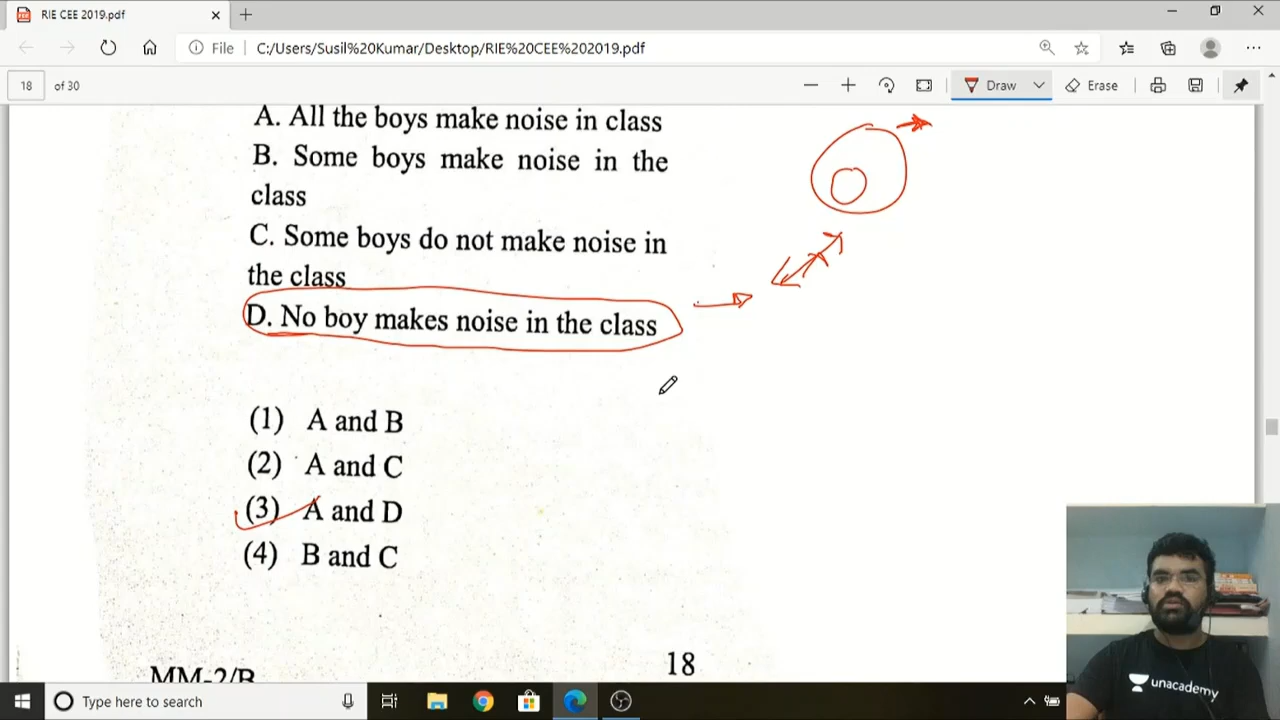 RIE CEE 2019.pdf
File C:/Users/Susil%20Kumar/Desktop/RIE%20CEE%202019.pdf
18 of 30 Draw Erase
A. All the boys make noise in class
B. Some boys make noise in the
class
C. Some boys do not make noise in
the class
D. No boy makes noise in the class
(1) A and B
(2) A and C
(3) A and D
(4) B and C
MM-2/B 18
unacademy
Type here to search